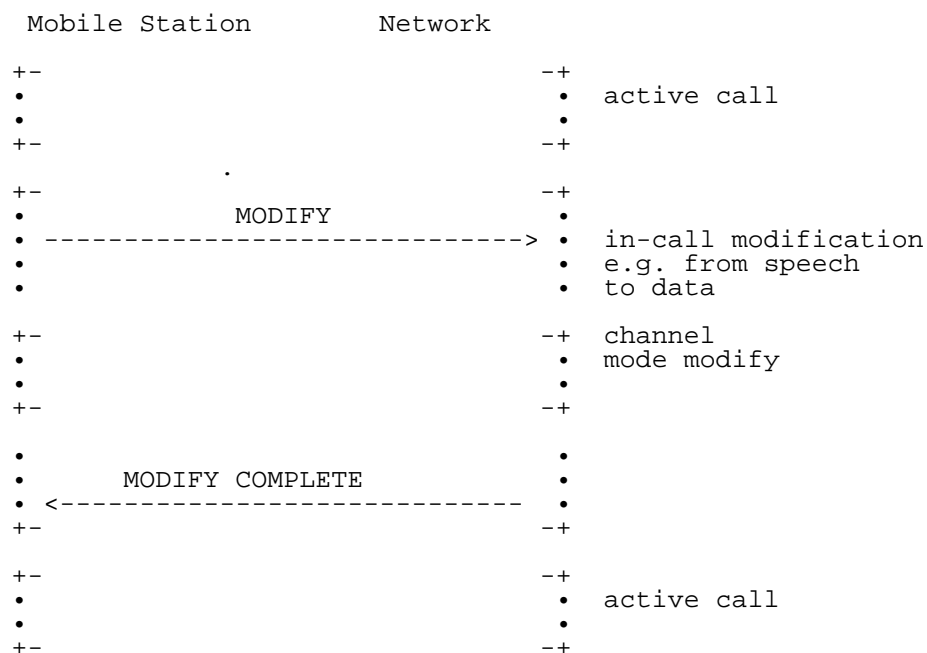 Mobile Station Network
+- -+
• • active call
• •
+- -+
.
+- -+
• MODIFY •
• ------------------------------> • in-call modification
• • e.g. from speech
• • to data
+- -+ channel
• • mode modify
• •
+- -+
• •
• MODIFY COMPLETE •
• <----------------------------- •
+- -+
+- -+
• • active call
• •
+- -+